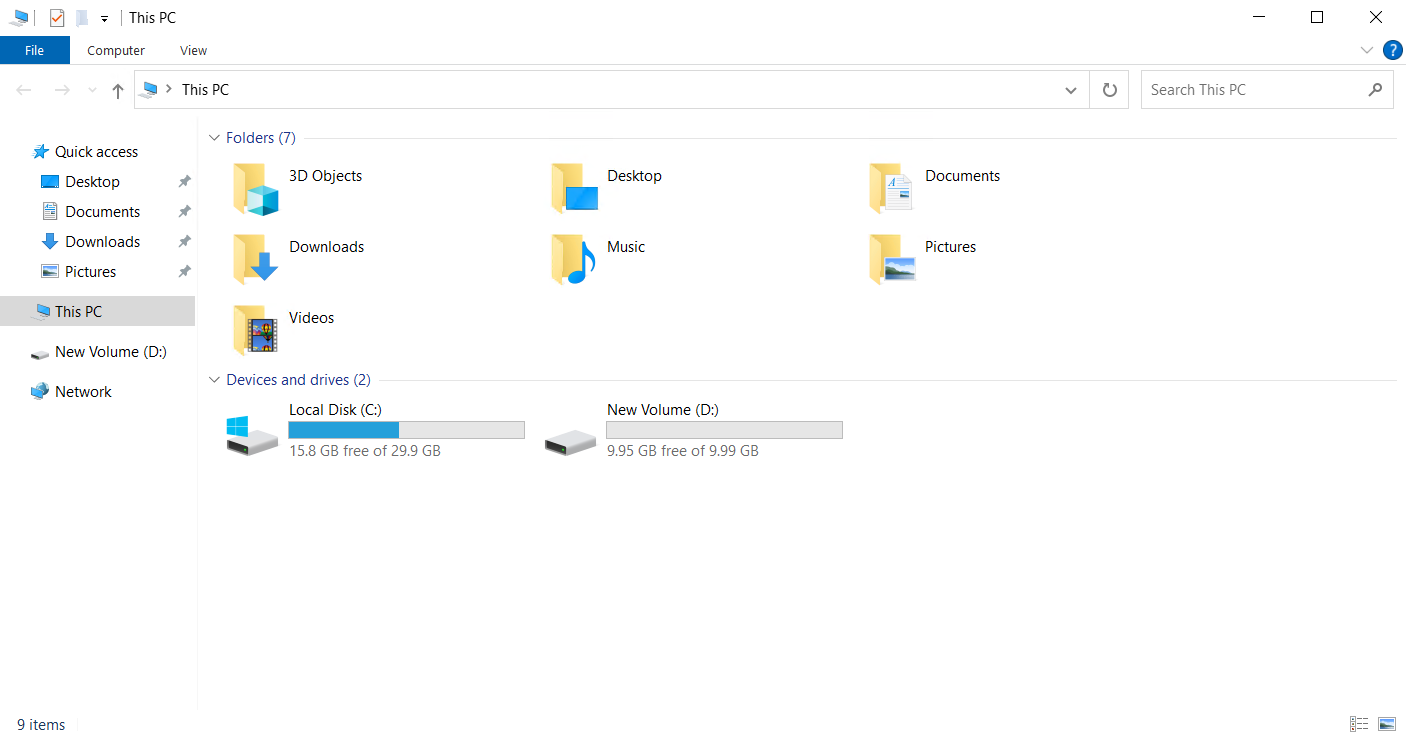 This PC
File Computer View
?
This PC
Search This PC
Quick access
Desktop
Documents
Downloads
Pictures
This PC
New Volume (D:)
Network
Folders (7)
3D Objects
Desktop
Documents
Downloads
Music
Pictures
Videos
Devices and drives (2)
Local Disk (C:)
15.8 GB free of 29.9 GB
New Volume (D:)
9.95 GB free of 9.99 GB
9 items